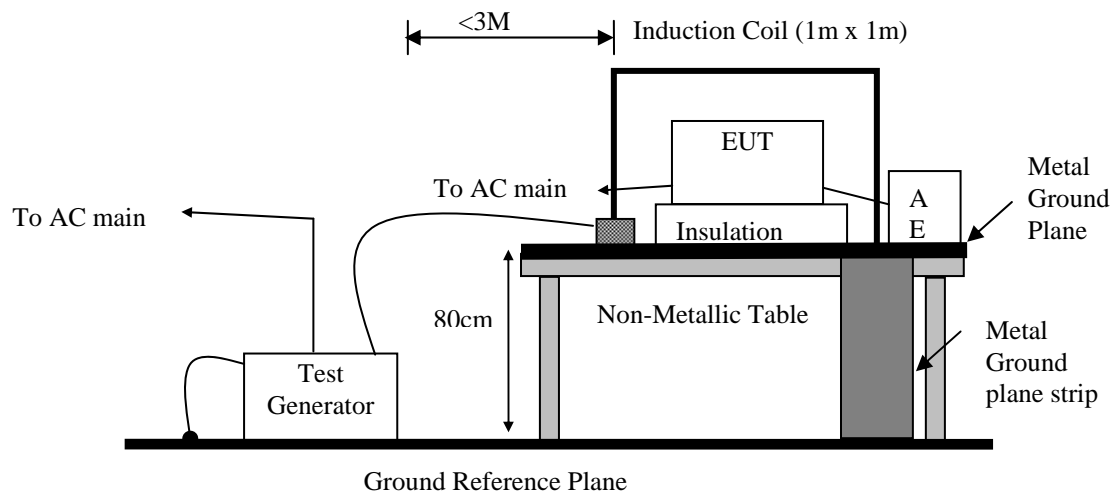 <3M
Induction Coil (1m x 1m)
EUT
Metal
Ground
Plane
To AC main
A
E
To AC main
Insulation
80cm
Non-Metallic Table
Metal
Ground
plane strip
Test
Generator
Ground Reference Plane